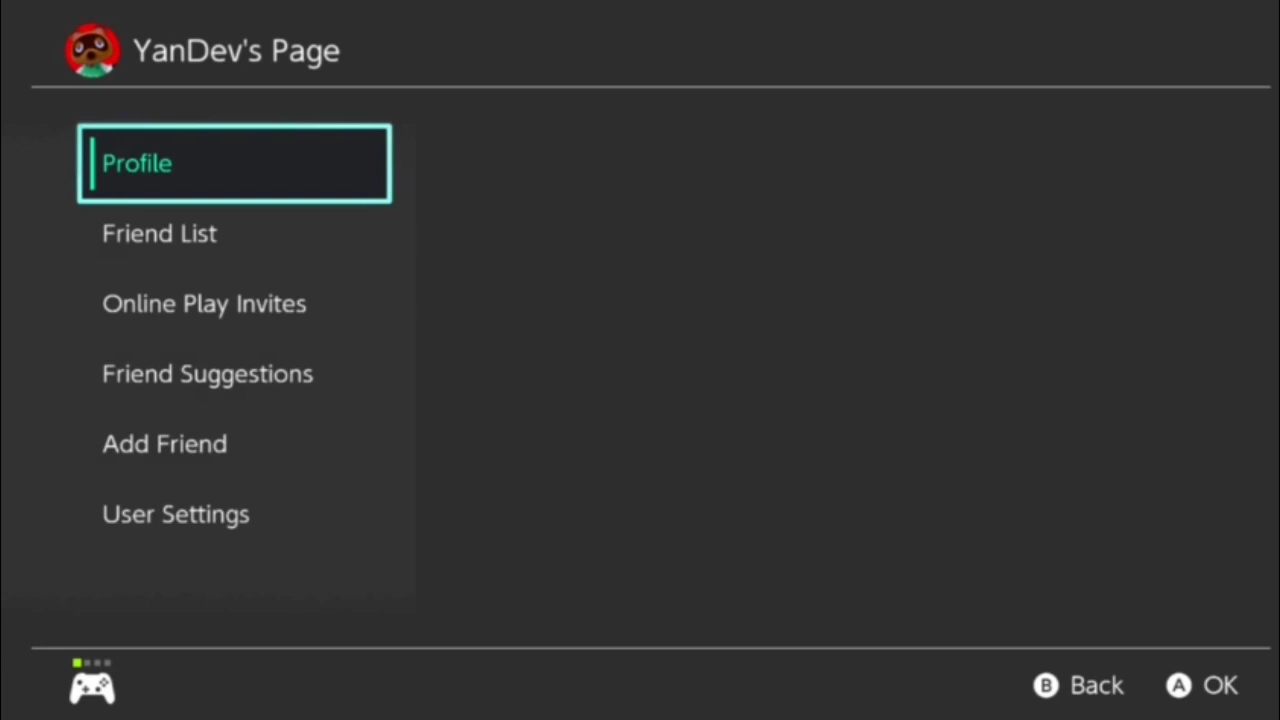 YanDev's Page
Profile
Friend List
Online Play Invites
Friend Suggestions
Add Friend
User Settings
B Back A OK